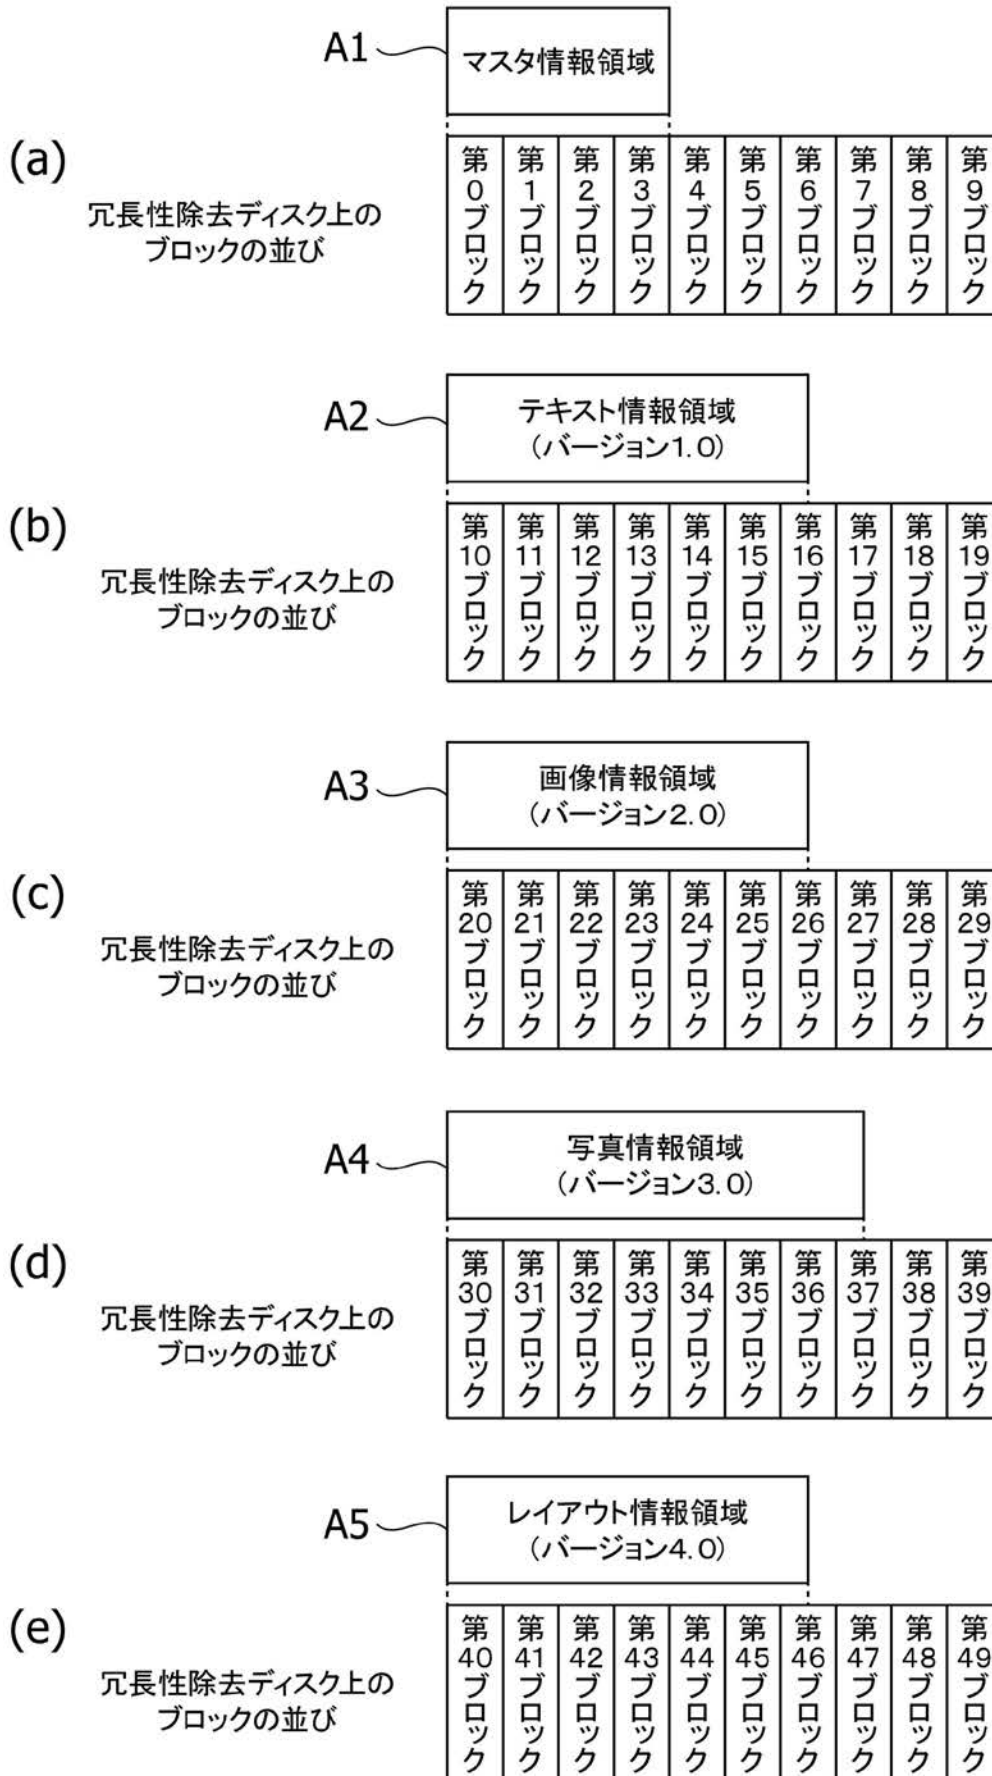 A1
マスタ情報領域
(a)
冗長性除去ディスク上の
ブロックの並び
第0ブロック
第1ブロック
第2ブロック
第3ブロック
第4ブロック
第5ブロック
第6ブロック
第7ブロック
第8ブロック
第9ブロック
A2
テキスト情報領域
(バージョン1.0)
(b)
冗長性除去ディスク上の
ブロックの並び
第10ブロック
第11ブロック
第12ブロック
第13ブロック
第14ブロック
第15ブロック
第16ブロック
第17ブロック
第18ブロック
第19ブロック
A3
画像情報領域
(バージョン2.0)
(c)
冗長性除去ディスク上の
ブロックの並び
第20ブロック
第21ブロック
第22ブロック
第23ブロック
第24ブロック
第25ブロック
第26ブロック
第27ブロック
第28ブロック
第29ブロック
A4
写真情報領域
(バージョン3.0)
(d)
冗長性除去ディスク上の
ブロックの並び
第30ブロック
第31ブロック
第32ブロック
第33ブロック
第34ブロック
第35ブロック
第36ブロック
第37ブロック
第38ブロック
第39ブロック
A5
レイアウト情報領域
(バージョン4.0)
(e)
冗長性除去ディスク上の
ブロックの並び
第40ブロック
第41ブロック
第42ブロック
第43ブロック
第44ブロック
第45ブロック
第46ブロック
第47ブロック
第48ブロック
第49ブロック